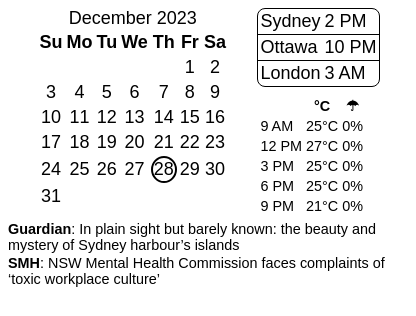 December 2023
Su Mo Tu We Th Fr Sa
1 2
3 4 5 6 7 8 9
10 11 12 13 14 15 16
17 18 19 20 21 22 23
24 25 26 27 28 29 30
31
Sydney 2 PM
Ottawa 10 PM
London 3 AM
°C ☂
9 AM 25°C 0%
12 PM 27°C 0%
3 PM 25°C 0%
6 PM 25°C 0%
9 PM 21°C 0%
Guardian: In plain sight but barely known: the beauty and
mystery of Sydney harbour’s islands
SMH: NSW Mental Health Commission faces complaints of
‘toxic workplace culture’